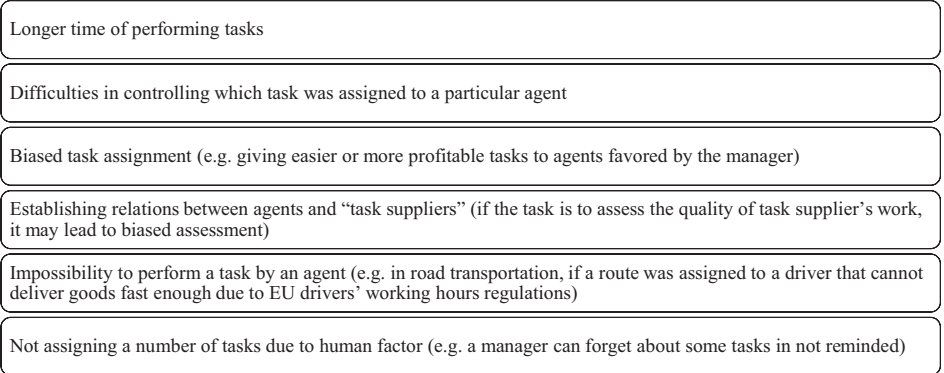 Longer time of performing tasks
Difficulties in controlling which task was assigned to a particular agent
Biased task assignment (e.g. giving easier or more profitable tasks to agents favored by the manager)
Establishing relations between agents and “task suppliers” (if the task is to assess the quality of task supplier’s work,
it may lead to biased assessment)
Impossibility to perform a task by an agent (e.g. in road transportation, if a route was assigned to a driver that cannot
deliver goods fast enough due to EU drivers’ working hours regulations)
Not assigning a number of tasks due to human factor (e.g. a manager can forget about some tasks in not reminded)